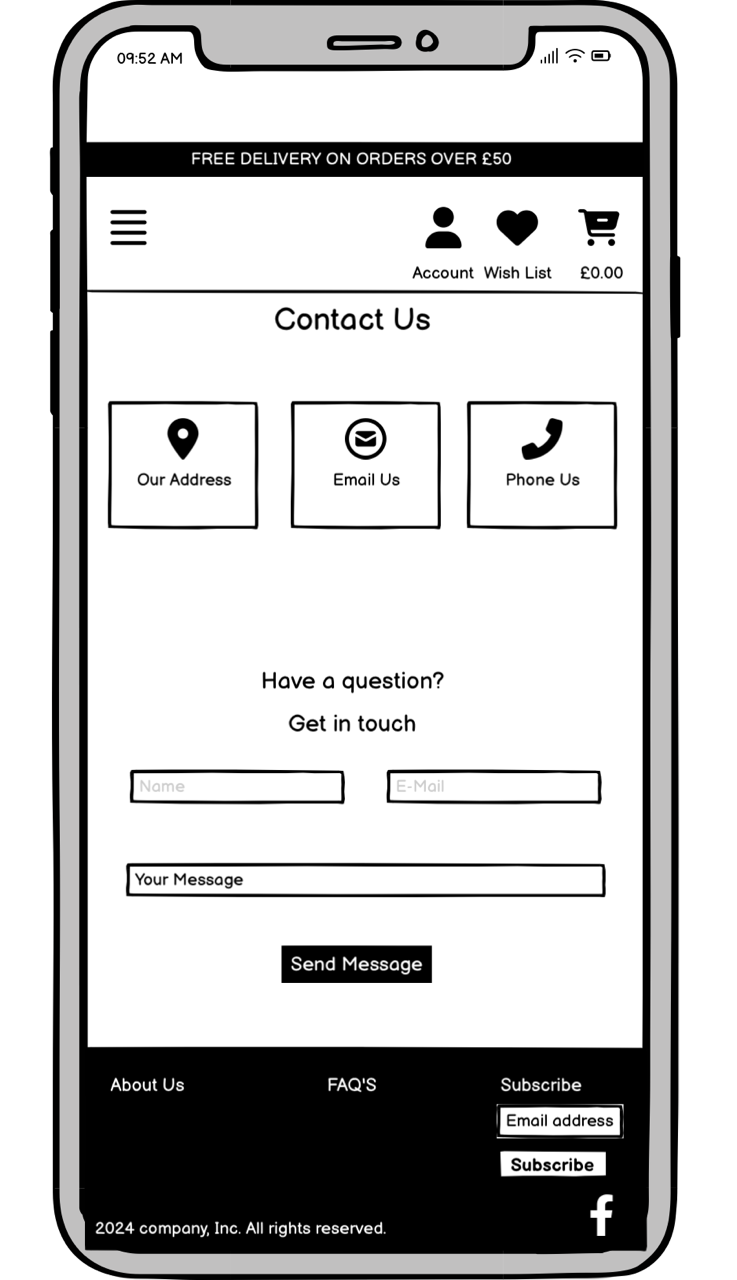 09:52 AM
FREE DELIVERY ON ORDERS OVER £50
Account Wish List £0.00
Contact Us
Our Address Email Us Phone Us
Have a question?
Get in touch
Name E-Mail
Your Message
Send Message
About Us FAQ'S Subscribe
Email address
Subscribe
2024 company, Inc. All rights reserved.